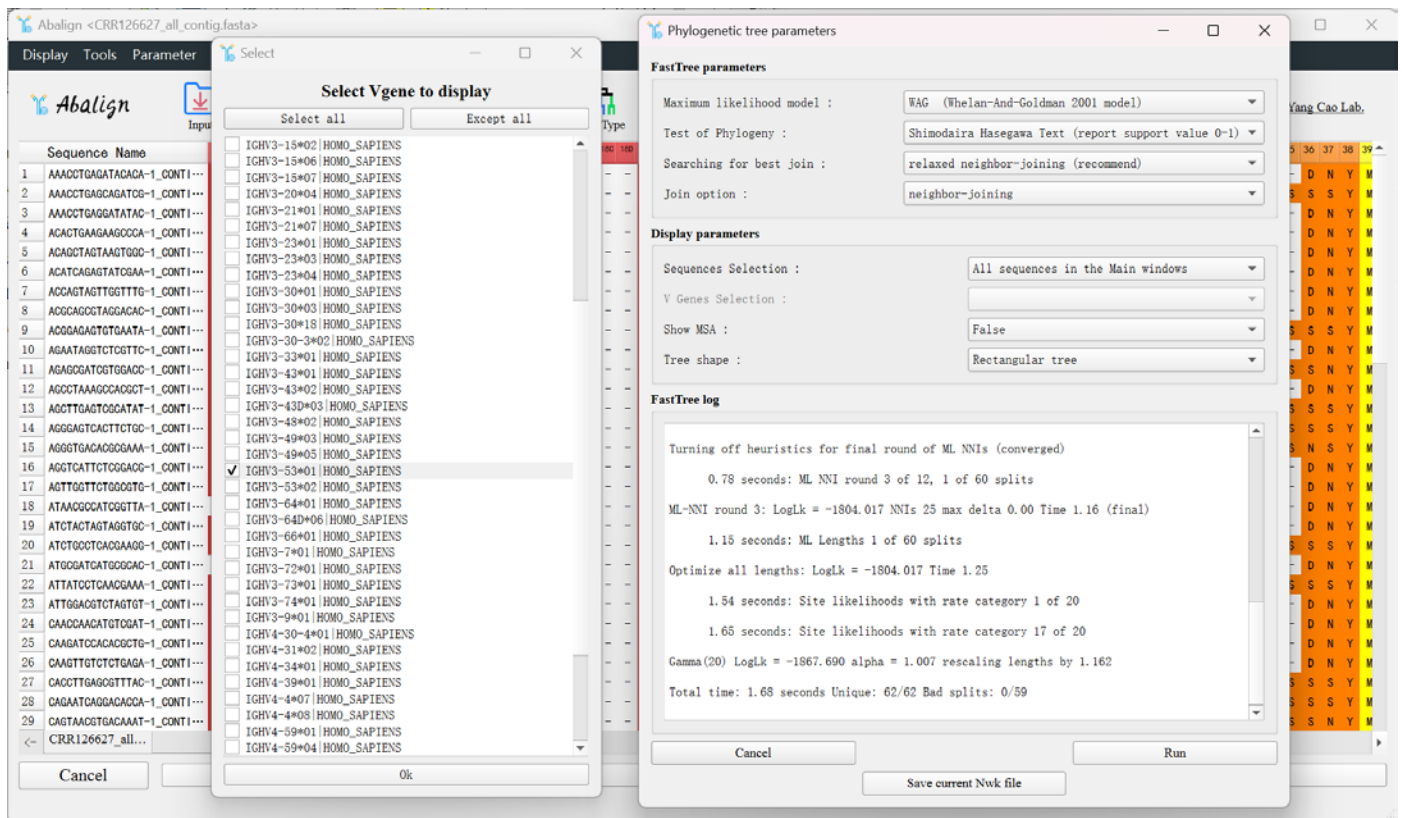 Abalign <CRR126627_all_contig.fasta>
Display Tools Parameter
Abalign
Input
Type
Yang Cao Lab.
Sequence Name
18C 18D
36 37 38 39
1 AAACCTGAGATACACA-1_CONTI···
2 AAACCTGAGCAGATCG-1_CONTI···
3 AAACCTGAGGATATAC-1_CONTI···
4 ACACTGAAGAAGCCCA-1_CONTI···
5 ACAGCTAGTAAGTGGC-1_CONTI···
6 ACATCAGAGTATCGAA-1_CONTI···
7 ACCAGTAGTTGGTTTG-1_CONTI···
8 ACGCAGCGTAGGACAC-1_CONTI···
9 ACGGAGAGTGTGAATA-1_CONTI···
10 AGAATAGGTCTCGTTC-1_CONTI···
11 AGAGCGATCGTGGACC-1_CONTI···
12 AGCCTAAAGCCACGCT-1_CONTI···
13 AGCTTGAGTCGCATAT-1_CONTI···
14 AGGGAGTCACTTCTGC-1_CONTI···
15 AGGGTGACACGCGAAA-1_CONTI···
16 AGGTCATTCTCGGACG-1_CONTI···
17 AGTTGGTTCTGGCGTG-1_CONTI···
18 ATAACGCCATCGGTTA-1_CONTI···
19 ATCTACTAGTAGGTGC-1_CONTI···
20 ATCTGCCTCACGAAGG-1_CONTI···
21 ATGCGATCATGGGCAC-1_CONTI···
22 ATTATCCTCAACGAAA-1_CONTI···
23 ATTGGACGTCTAGTGT-1_CONTI···
24 CAACCAACATGTCGAT-1_CONTI···
25 CAAGATCCACACGCTG-1_CONTI···
26 CAAGTTGTCTCTGAGA-1_CONTI···
27 CACCTTGAGCGTTTAC-1_CONTI···
28 CAGAATCAGGACACCA-1_CONTI···
29 CAGTAACGTGACAAAT-1_CONTI···
CRR126627_all...
Cancel
Select
Select Vgene to display
Select all
Except all
IGHV3-15*02|HOMO_SAPIENS
IGHV3-15*06|HOMO_SAPIENS
IGHV3-15*07|HOMO_SAPIENS
IGHV3-20*04|HOMO_SAPIENS
IGHV3-21*01|HOMO_SAPIENS
IGHV3-21*07|HOMO_SAPIENS
IGHV3-23*01|HOMO_SAPIENS
IGHV3-23*03|HOMO_SAPIENS
IGHV3-23*04|HOMO_SAPIENS
IGHV3-30*01|HOMO_SAPIENS
IGHV3-30*03|HOMO_SAPIENS
IGHV3-30*18|HOMO_SAPIENS
IGHV3-30-3*02|HOMO_SAPIENS
IGHV3-33*01|HOMO_SAPIENS
IGHV3-43*01|HOMO_SAPIENS
IGHV3-43*02|HOMO_SAPIENS
IGHV3-43D*03|HOMO_SAPIENS
IGHV3-48*02|HOMO_SAPIENS
IGHV3-49*03|HOMO_SAPIENS
IGHV3-49*05|HOMO_SAPIENS
IGHV3-53*01|HOMO_SAPIENS
IGHV3-53*02|HOMO_SAPIENS
IGHV3-64*01|HOMO_SAPIENS
IGHV3-64D*06|HOMO_SAPIENS
IGHV3-66*01|HOMO_SAPIENS
IGHV3-7*01|HOMO_SAPIENS
IGHV3-72*01|HOMO_SAPIENS
IGHV3-73*01|HOMO_SAPIENS
IGHV3-74*01|HOMO_SAPIENS
IGHV3-9*01|HOMO_SAPIENS
IGHV4-30-4*01|HOMO_SAPIENS
IGHV4-31*02|HOMO_SAPIENS
IGHV4-34*01|HOMO_SAPIENS
IGHV4-39*01|HOMO_SAPIENS
IGHV4-4*07|HOMO_SAPIENS
IGHV4-4*08|HOMO_SAPIENS
IGHV4-59*01|HOMO_SAPIENS
IGHV4-59*04|HOMO_SAPIENS
Ok
Phylogenetic tree parameters
FastTree parameters
Maximum likelihood model : WAG (Whelan-And-Goldman 2001 model)
Test of Phylogeny : Shimodaira Hasegawa Text (report support value 0-1)
Searching for best join : relaxed neighbor-joining (recommend)
Join option : neighbor-joining
Display parameters
Sequences Selection : All sequences in the Main windows
V Genes Selection :
Show MSA : False
Tree shape : Rectangular tree
FastTree log
Turning off heuristics for final round of ML NNIs (converged)
0.78 seconds: ML NNI round 3 of 12, 1 of 60 splits
ML-NNI round 3: LogLk = -1804.017 NNIs 25 max delta 0.00 Time 1.16 (final)
1.15 seconds: ML Lengths 1 of 60 splits
Optimize all lengths: LogLk = -1804.017 Time 1.25
1.54 seconds: Site likelihoods with rate category 1 of 20
1.65 seconds: Site likelihoods with rate category 17 of 20
Gamma(20) LogLk = -1867.690 alpha = 1.007 rescaling lengths by 1.162
Total time: 1.68 seconds Unique: 62/62 Bad splits: 0/59
Cancel
Run
Save current Nwk file